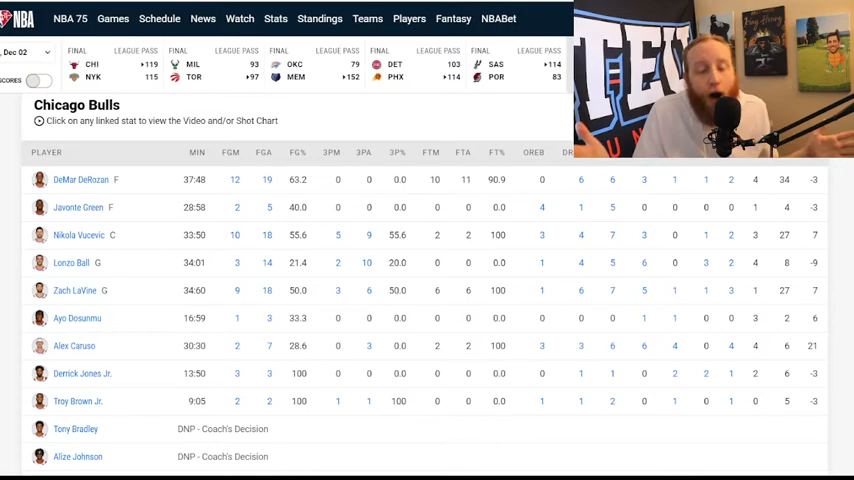 NBA NBA 75 Games Schedule News Watch Stats Standings Teams Players Fantasy NBABet
, Dec 02
SCORES
FINAL LEAGUE PASS
CHI 119
NYK 115
FINAL LEAGUE PASS
MIL 93
TOR 97
FINAL LEAGUE PASS
OKC 79
MEM 152
FINAL LEAGUE PASS
DET 103
PHX 114
FINAL LEAGUE PASS
SAS 114
POR 83
Chicago Bulls
Click on any linked stat to view the Video and/or Shot Chart
PLAYER MIN FGM FGA FG% 3PM 3PA 3P% FTM FTA FT% OREB DR
DeMar DeRozan F 37:48 12 19 63.2 0 0 0.0 10 11 90.9 0 6 6 3 1 1 2 4 34 -3
Javonte Green F 28:58 2 5 40.0 0 0 0.0 0 0 0.0 4 1 5 0 0 0 0 1 4 -3
Nikola Vucevic C 33:50 10 18 55.6 5 9 55.6 2 2 100 3 4 7 3 0 1 2 3 27 7
Lonzo Ball G 34:01 3 14 21.4 2 10 20.0 0 0 0.0 1 4 5 6 0 3 2 4 8 -9
Zach LaVine G 34:60 9 18 50.0 3 6 50.0 6 6 100 1 6 7 5 1 1 3 1 27 7
Ayo Dosunmu 16:59 1 3 33.3 0 0 0.0 0 0 0.0 0 0 0 1 1 0 0 3 2 6
Alex Caruso 30:30 2 7 28.6 0 3 0.0 2 2 100 3 3 6 6 4 0 4 4 6 21
Derrick Jones Jr. 13:50 3 3 100 0 0 0.0 0 0 0.0 0 1 1 0 2 2 1 2 6 -3
Troy Brown Jr. 9:05 2 2 100 1 1 100 0 0 0.0 1 1 2 0 1 0 1 0 5 -3
Tony Bradley DNP - Coach's Decision
Alize Johnson DNP - Coach's Decision